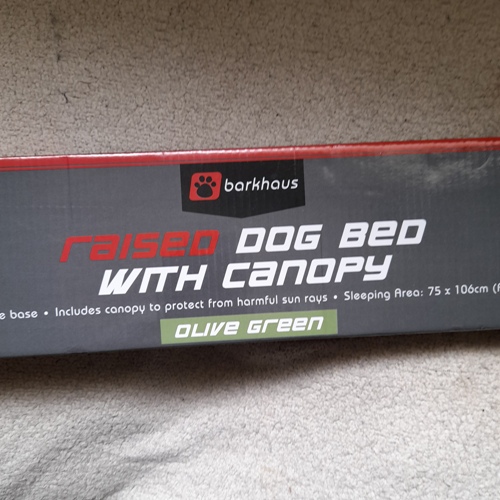 barkhaus
raised DOG BED
WITH CANOPY
e base • Includes canopy to protect from harmful sun rays • Sleeping Area: 75 x 106cm (f
OLIVE GREEN